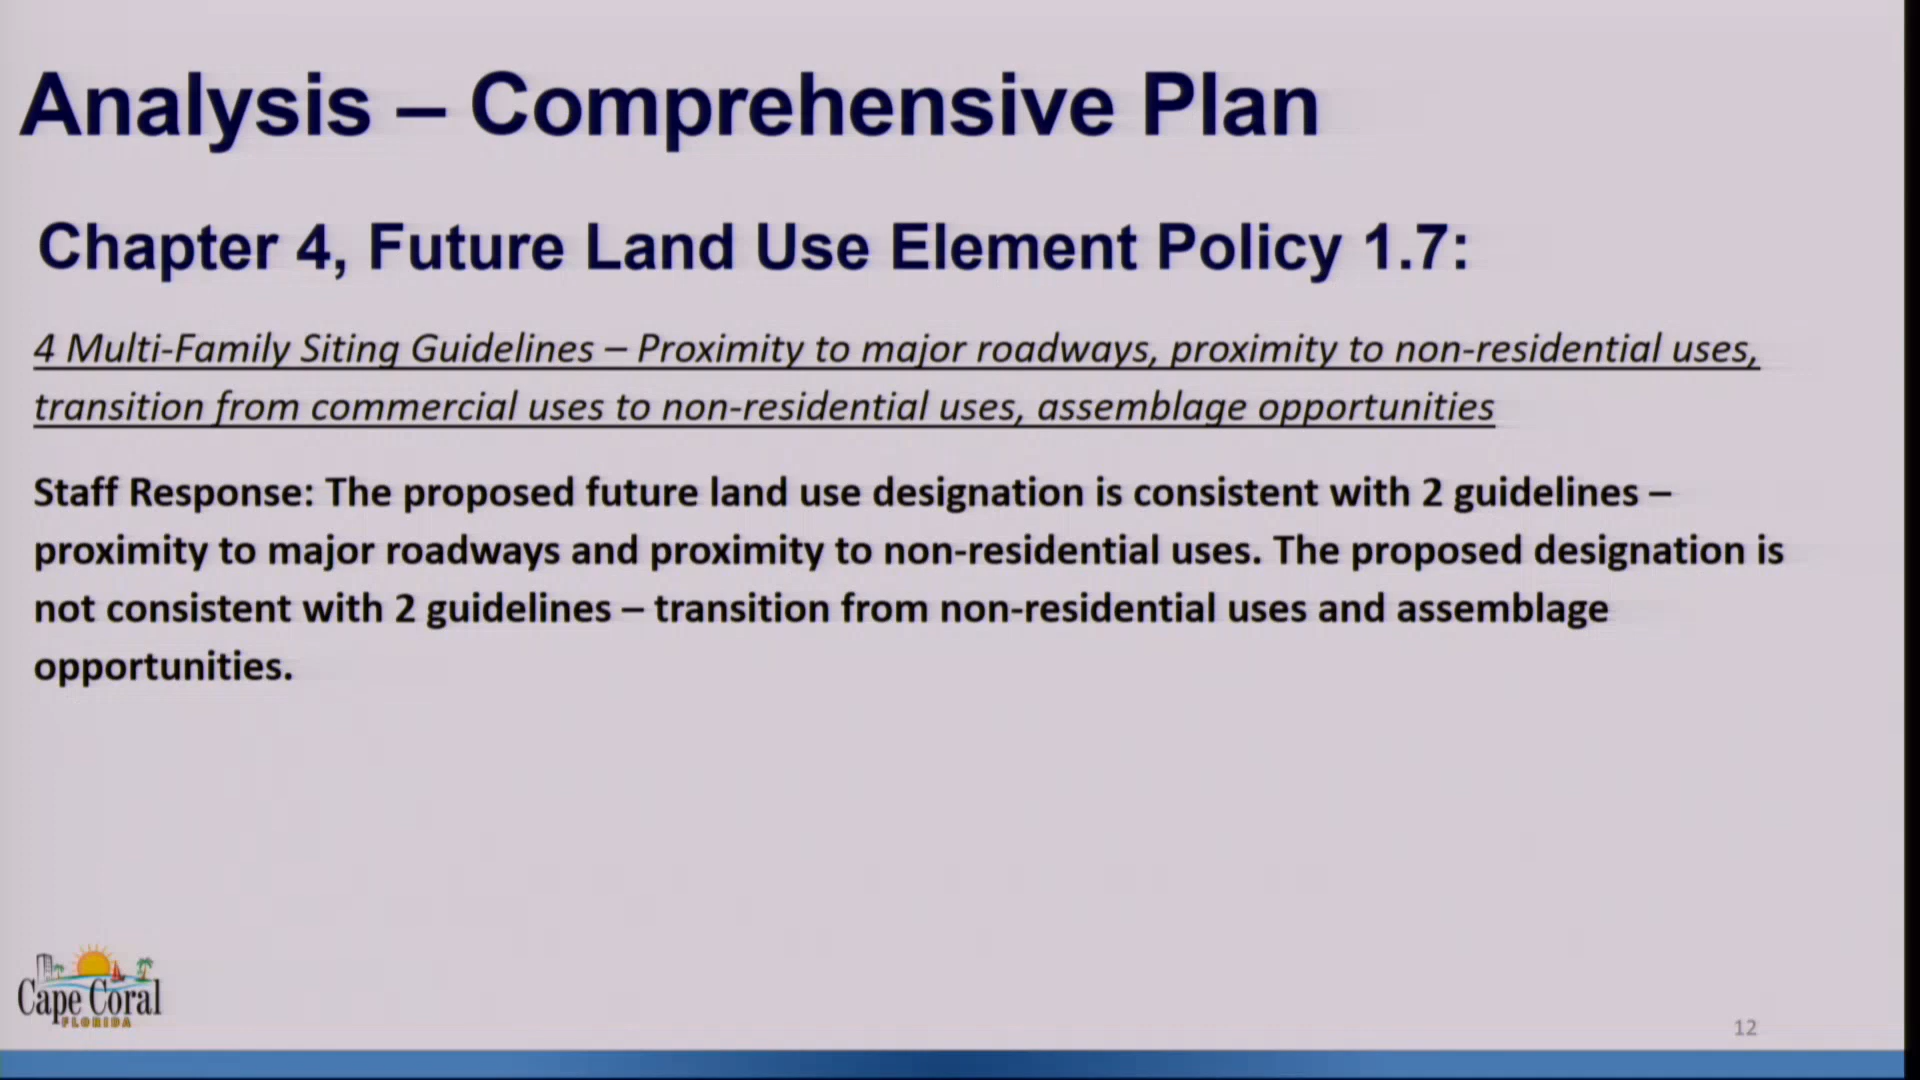 Analysis – Comprehensive Plan
Chapter 4, Future Land Use Element Policy 1.7:
4 Multi-Family Siting Guidelines – Proximity to major roadways, proximity to non-residential uses,
transition from commercial uses to non-residential uses, assemblage opportunities
Staff Response: The proposed future land use designation is consistent with 2 guidelines –
proximity to major roadways and proximity to non-residential uses. The proposed designation is
not consistent with 2 guidelines – transition from non-residential uses and assemblage
opportunities.
Cape Coral
FLORIDA
12